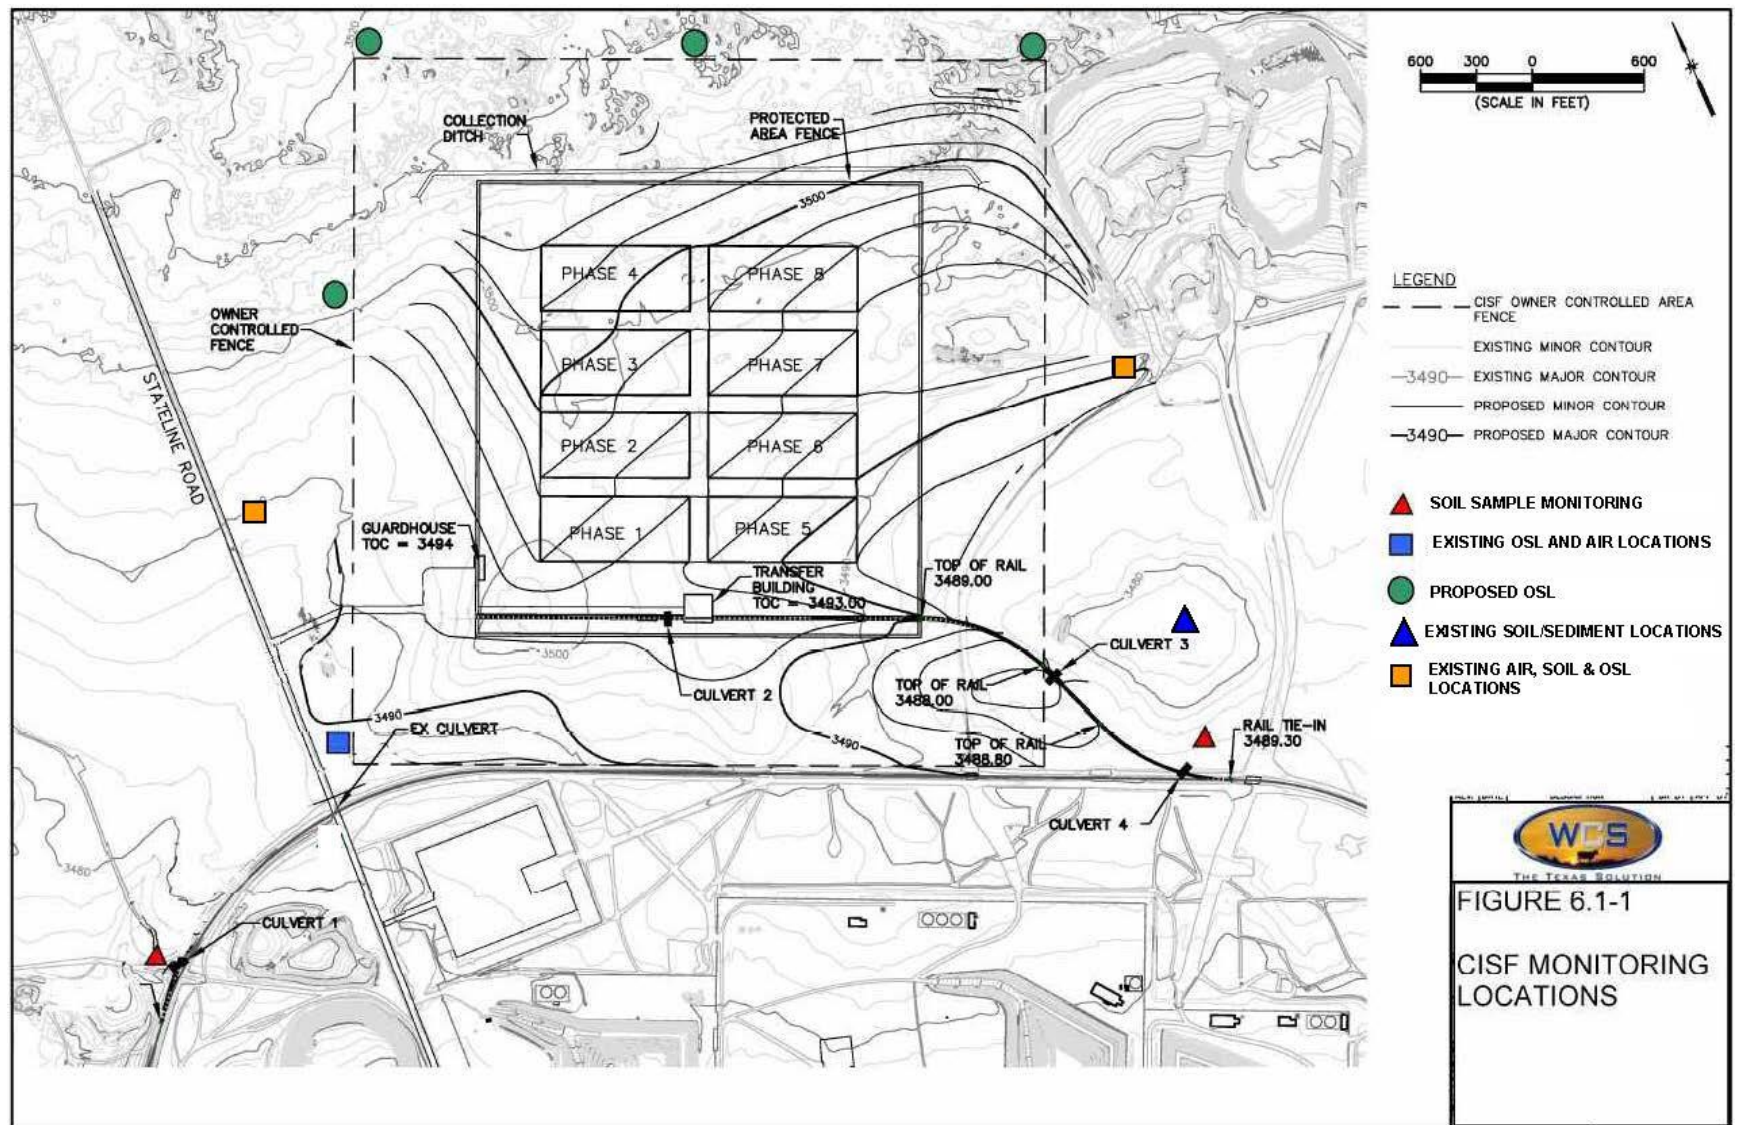 3500
600 300 0 600
(SCALE IN FEET)
COLLECTION
DITCH
PROTECTED
AREA FENCE
3500
PHASE 4
PHASE 8
3500
OWNER
CONTROLLED
FENCE
PHASE 3
PHASE 7
STATELINE ROAD
PHASE 2
PHASE 6
GUARDHOUSE
TOC = 3494
PHASE 1
PHASE 5
TRANSFER
BUILDING
TOC = 3493.00
3490
TOP OF RAIL
3489.00
3480
3500
CULVERT 2
CULVERT 3
TOP OF RAIL
3488.00
3490
EX CULVERT
3490
TOP OF RAIL
3488.80
RAIL TIE-IN
3489.30
CULVERT 4
3480
CULVERT 1
LEGEND
CISF OWNER CONTROLLED AREA
FENCE
EXISTING MINOR CONTOUR
3490 EXISTING MAJOR CONTOUR
PROPOSED MINOR CONTOUR
3490 PROPOSED MAJOR CONTOUR
SOIL SAMPLE MONITORING
EXISTING OSL AND AIR LOCATIONS
PROPOSED OSL
EXISTING SOIL/SEDIMENT LOCATIONS
EXISTING AIR, SOIL & OSL
LOCATIONS
WCS
THE TEXAS SOLUTION
FIGURE 6.1-1
CISF MONITORING
LOCATIONS